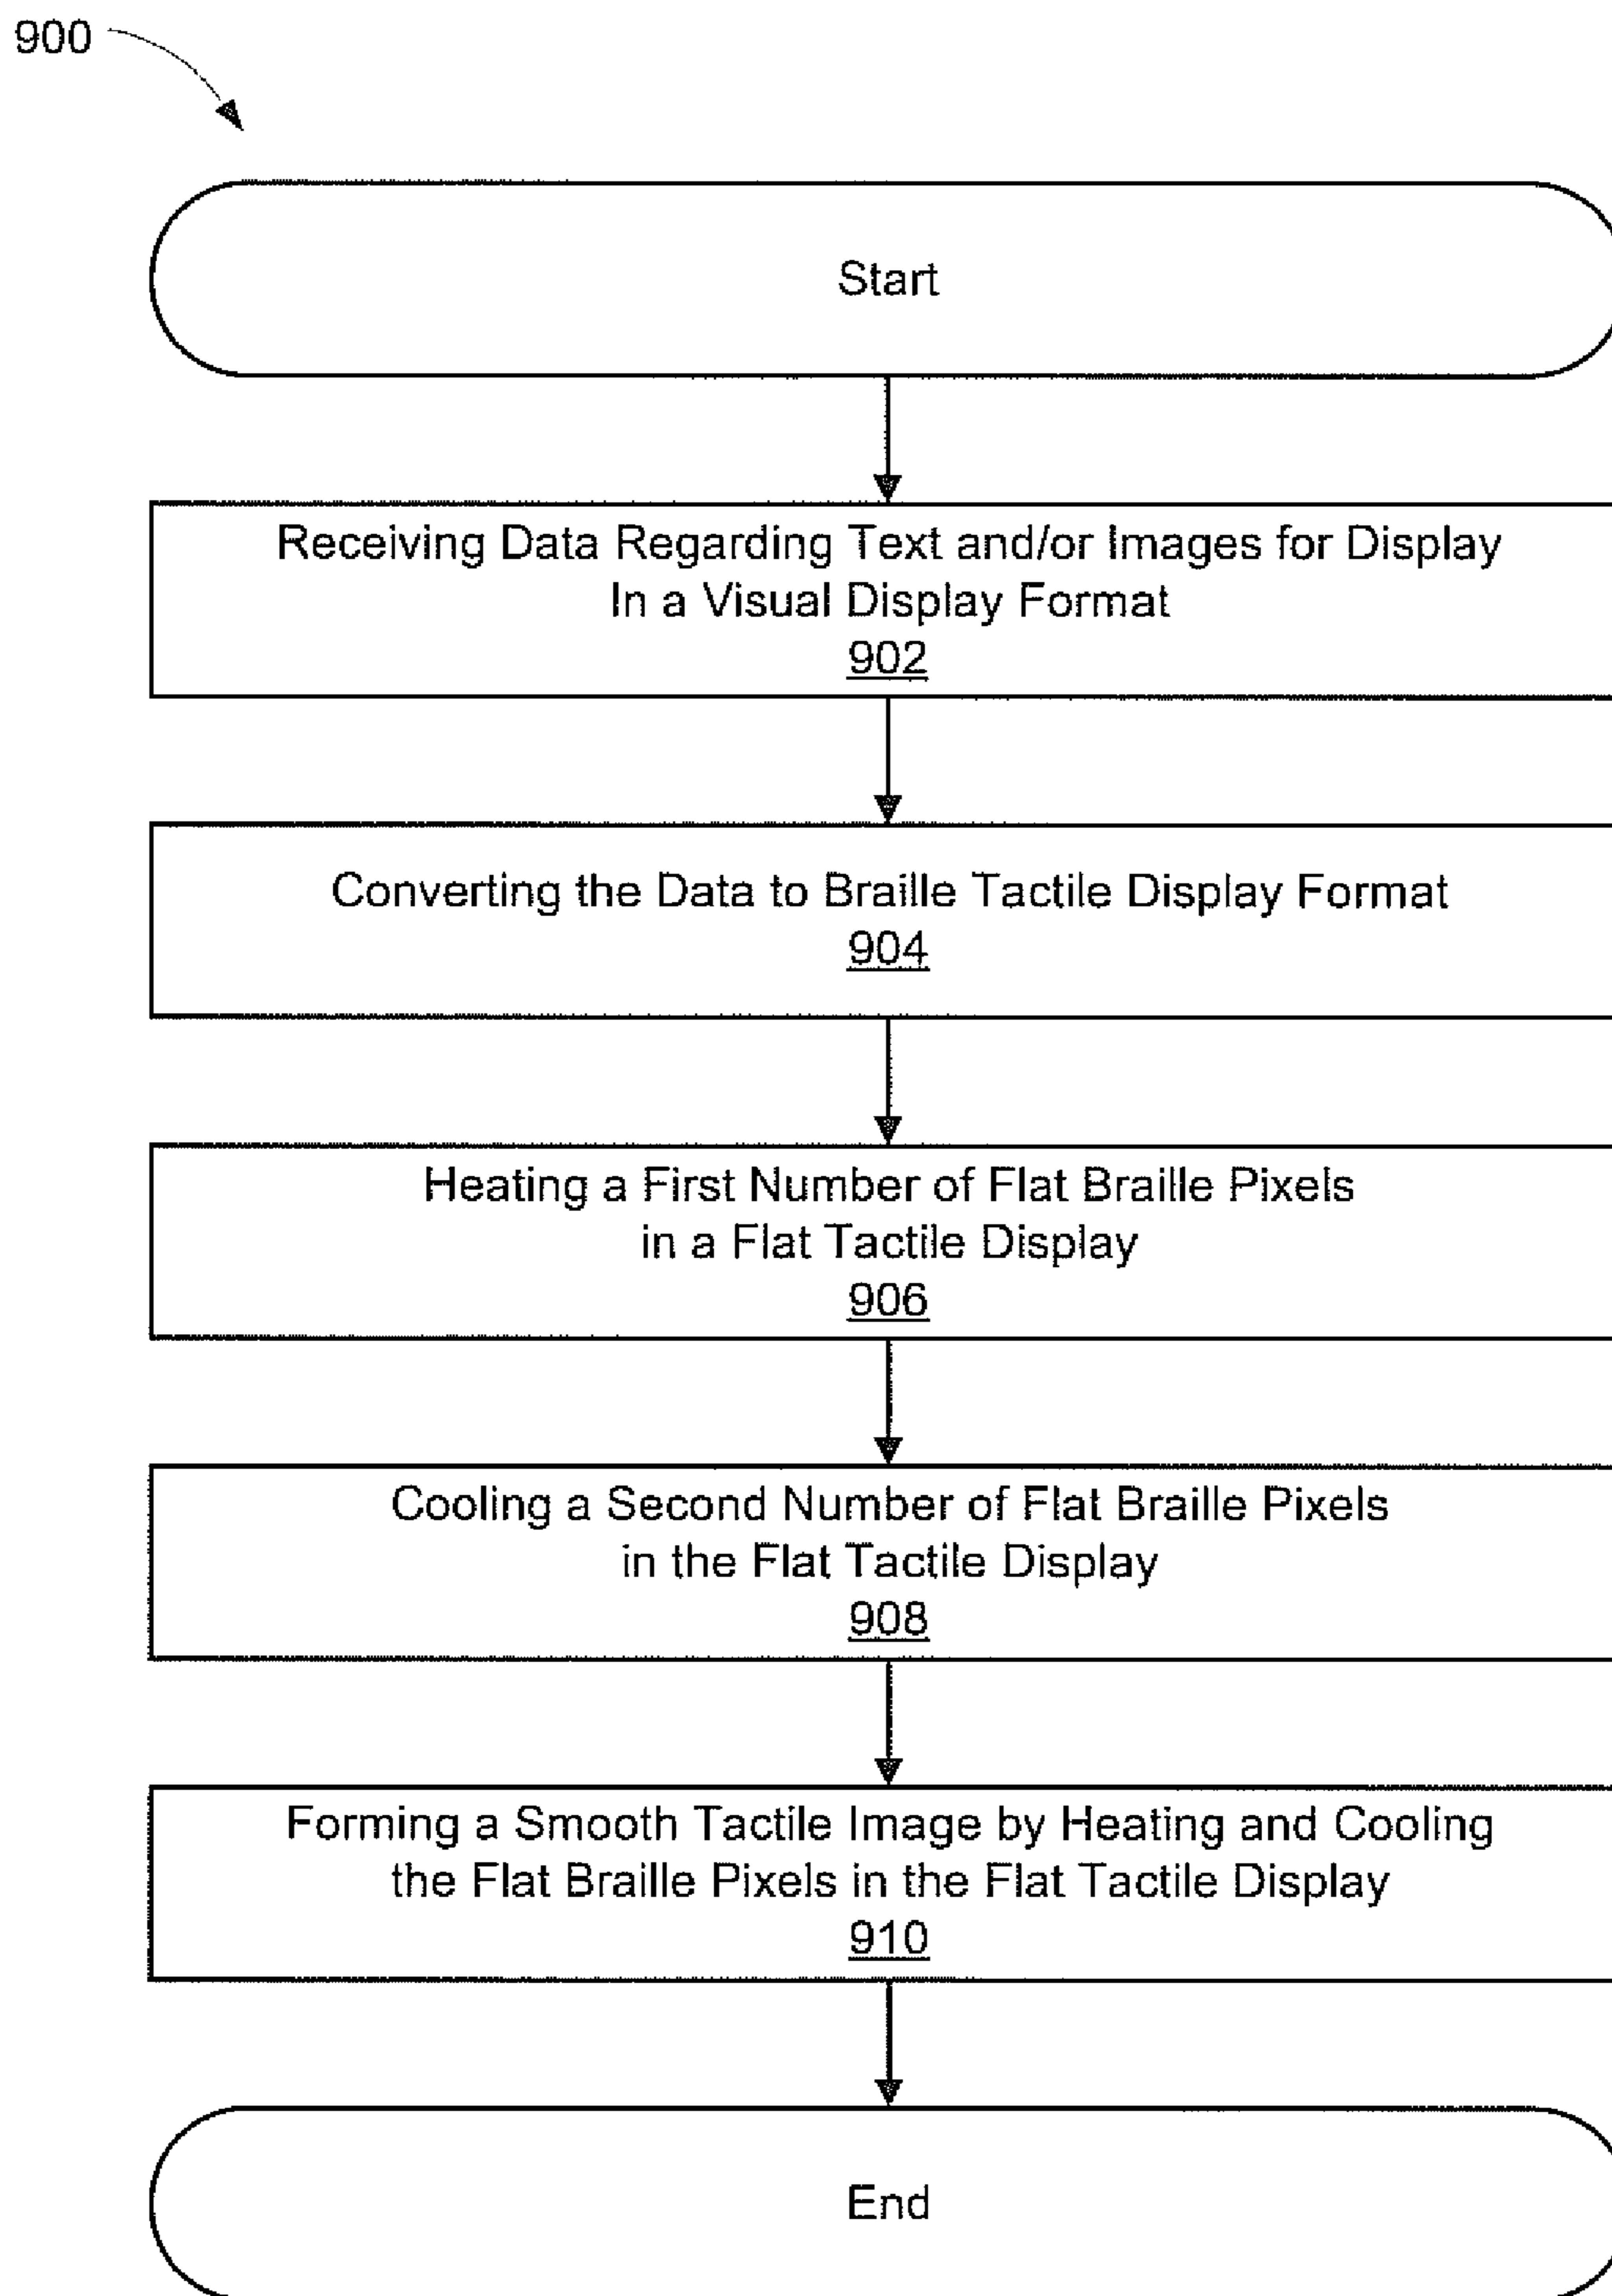 900
Start
Receiving Data Regarding Text and/or Images for Display
In a Visual Display Format
902
Converting the Data to Braille Tactile Display Format
904
Heating a First Number of Flat Braille Pixels
in a Flat Tactile Display
906
Cooling a Second Number of Flat Braille Pixels
in the Flat Tactile Display
908
Forming a Smooth Tactile Image by Heating and Cooling
the Flat Braille Pixels in the Flat Tactile Display
910
End